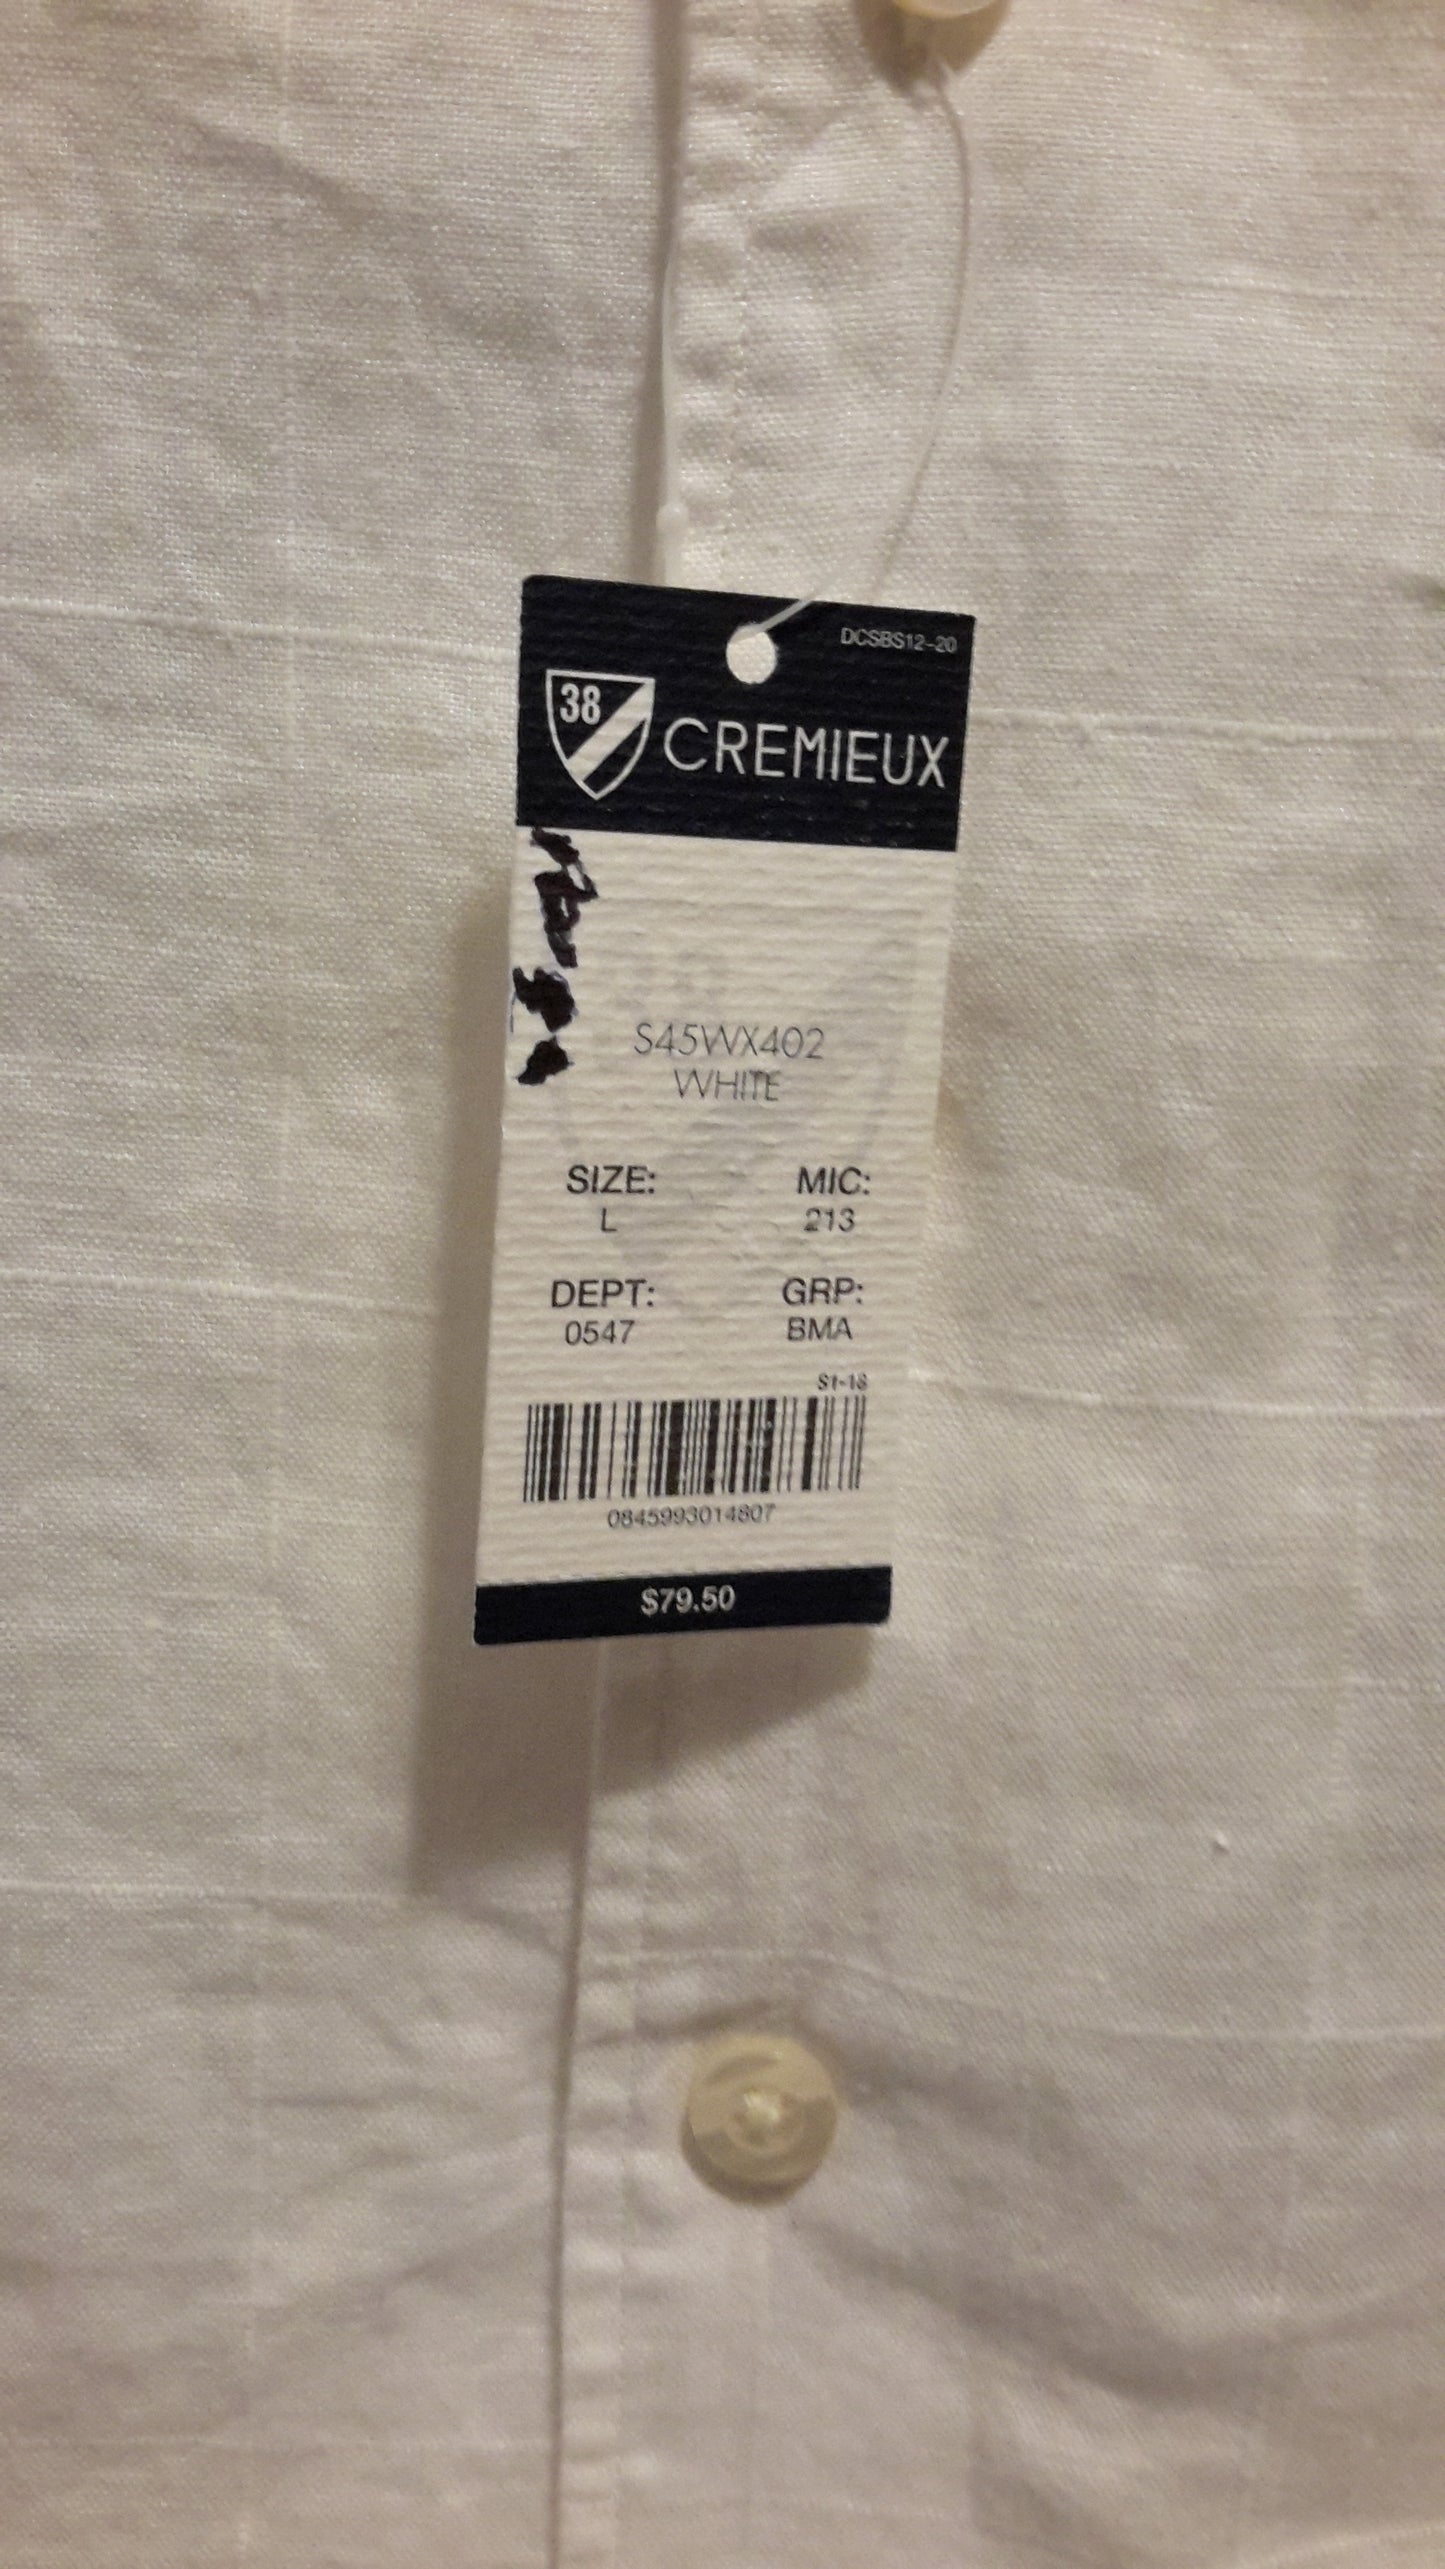 DCSBS12-20
38
CREMIEUX
S45WX402
WHITE
SIZE: MIC:
L 213
DEPT: GRP:
0547 BMA
S1-18
0845993014807
$79.50